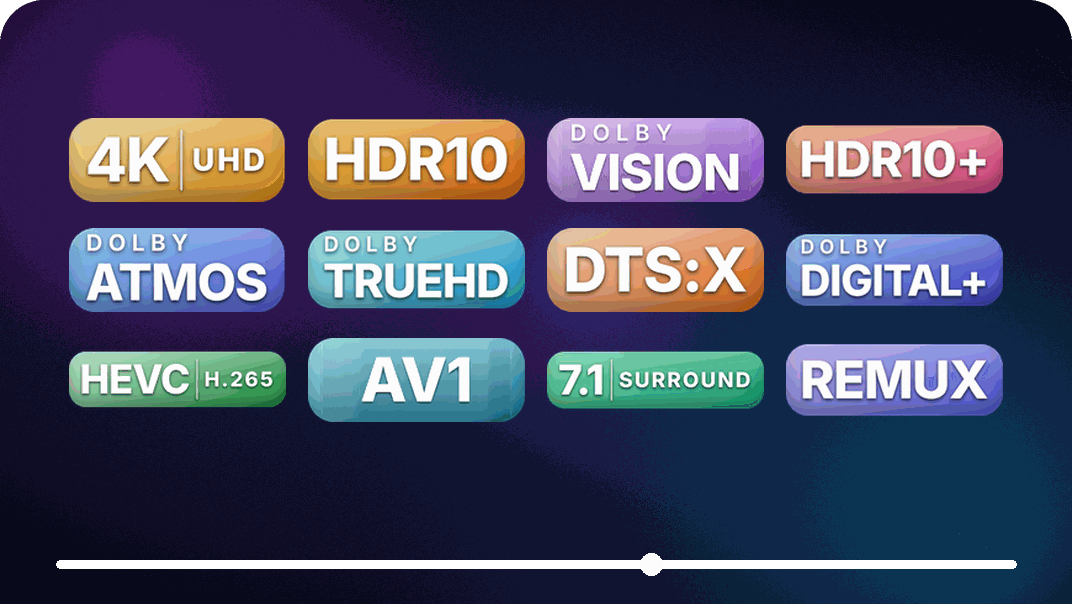 4K UHD
HDR10
DOLBY
VISION
HDR10+
DOLBY
ATMOS
DOLBY
TRUEHD
DTS:X
DOLBY
DIGITAL+
HEVC H.265
AV1
7.1 SURROUND
REMUX